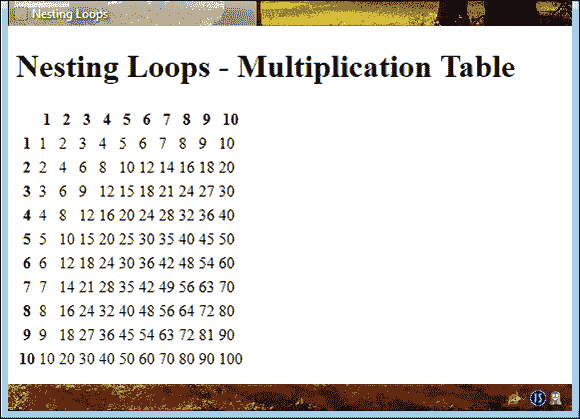 Nesting Loops
Nesting Loops - Multiplication Table
1 2 3 4 5 6 7 8 9 10
1 1 2 3 4 5 6 7 8 9 10
2 2 4 6 8 10 12 14 16 18 20
3 3 6 9 12 15 18 21 24 27 30
4 4 8 12 16 20 24 28 32 36 40
5 5 10 15 20 25 30 35 40 45 50
6 6 12 18 24 30 36 42 48 54 60
7 7 14 21 28 35 42 49 56 63 70
8 8 16 24 32 40 48 56 64 72 80
9 9 18 27 36 45 54 63 72 81 90
10 10 20 30 40 50 60 70 80 90 100
JS